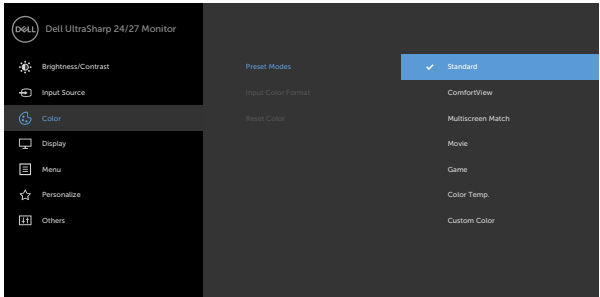 DELL
Dell UltraSharp 24/27 Monitor
Brightness/Contrast
Input Source
Color
Display
Menu
Personalize
Others
Preset Modes
Input Color Format
Reset Color
Standard
ComfortView
Multiscreen Match
Movie
Game
Color Temp.
Custom Color